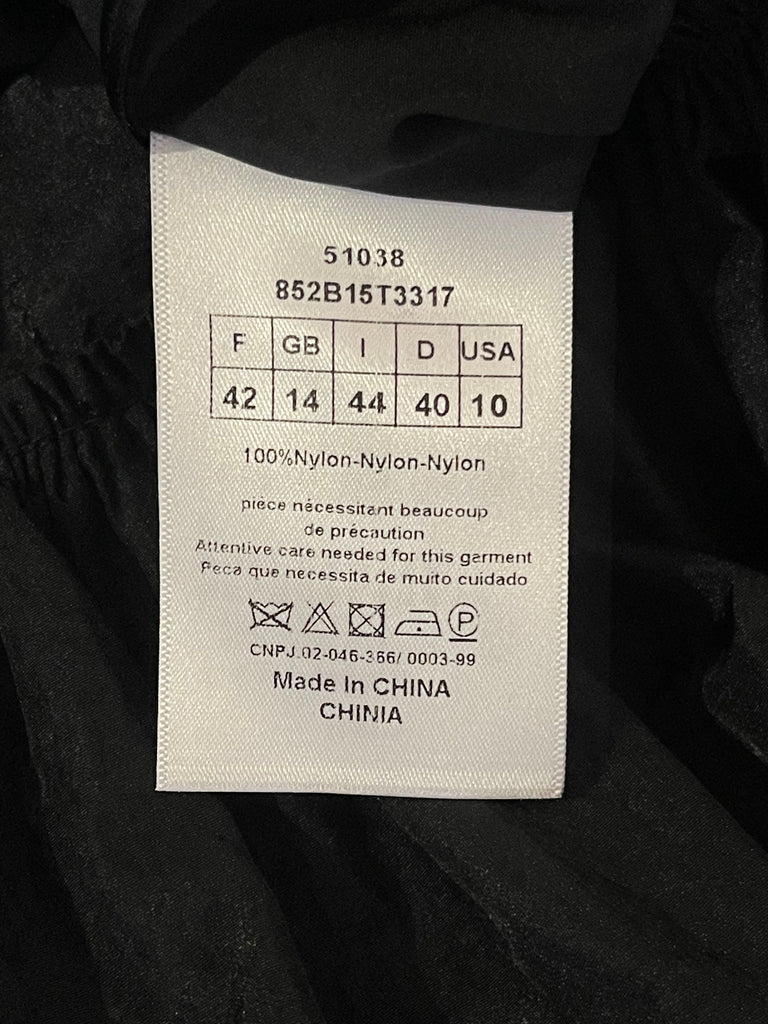 51038
852B15T3317
F GB I D USA
42 14 44 40 10
100%Nylon-Nylon-Nylon
pièce nécessitant beaucoup
de précaution
Attentive care needed for this garment
Peca que necessita de muito cuidado
P
CNPJ.02-046-366/ 0003-99
Made In CHINA
CHINIA